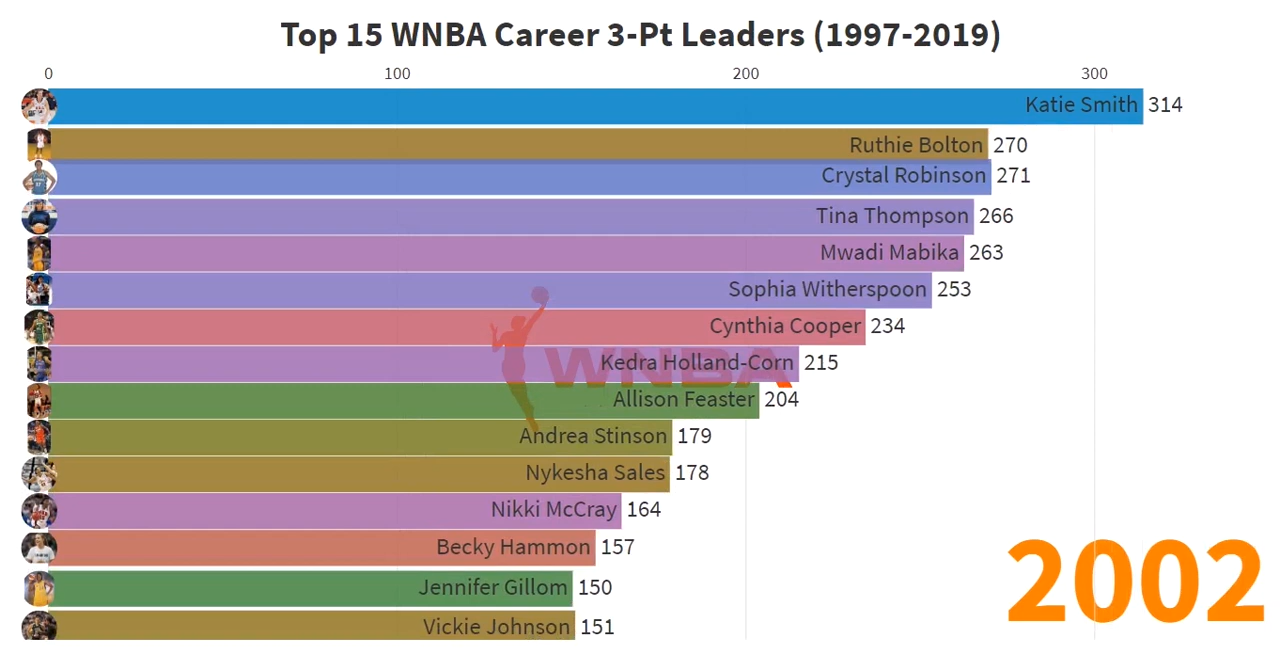 Top 15 WNBA Career 3-Pt Leaders (1997-2019)
0 100 200 300
Katie Smith 314
Ruthie Bolton 270
Crystal Robinson 271
Tina Thompson 266
Mwadi Mabika 263
Sophia Witherspoon 253
Cynthia Cooper 234
Kedra Holland-Corn 215
WNBA
Allison Feaster 204
Andrea Stinson 179
Nykesha Sales 178
Nikki McCray 164
Becky Hammon 157
Jennifer Gillom 150
Vickie Johnson 151
2002